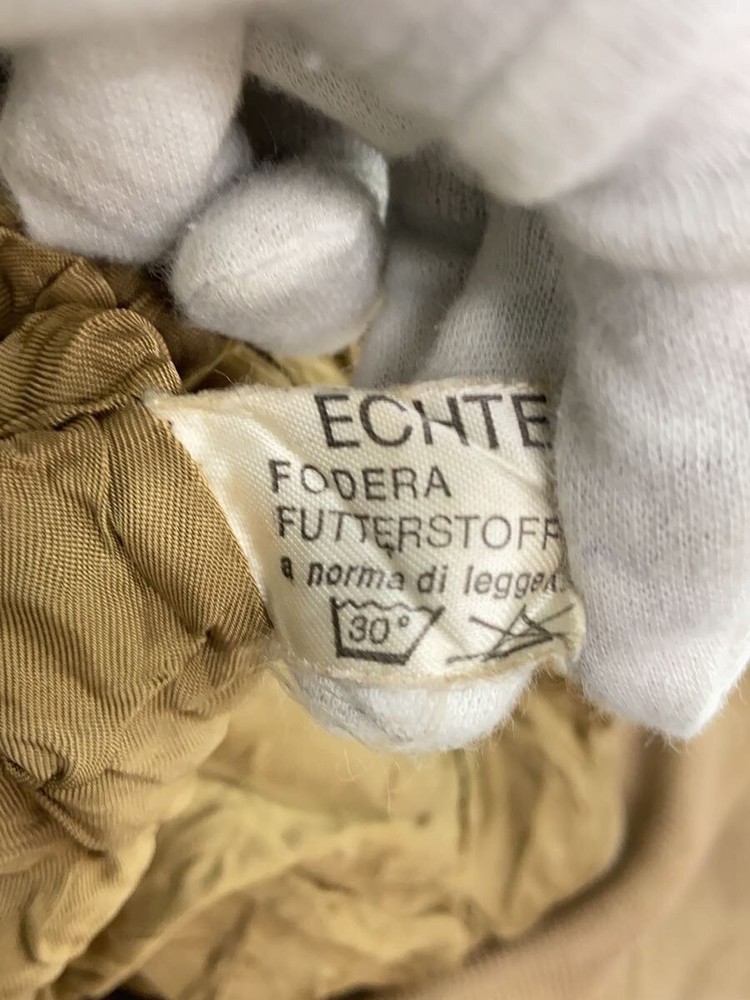 ECHTE
FODERA
FUTTERSTOFF
a norma di legge
30°